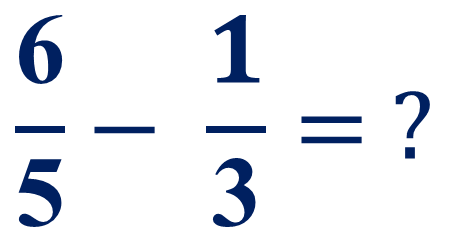 6/5 − 1/3 = ?